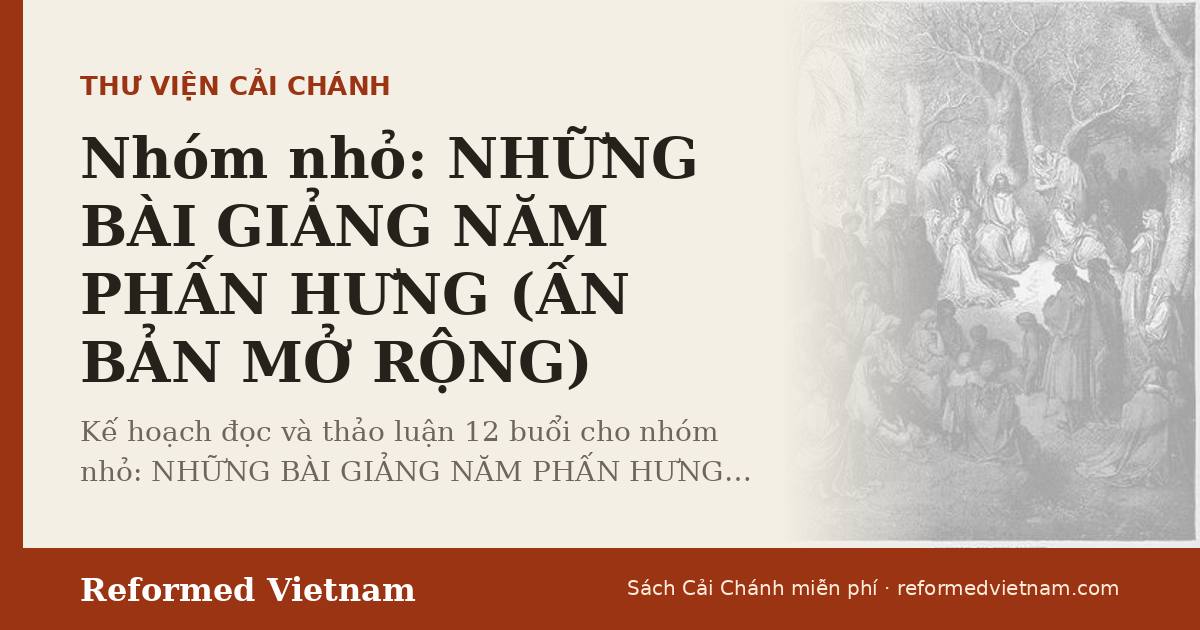 THƯ VIỆN CẢI CHÁNH
Nhóm nhỏ: NHỮNG
BÀI GIẢNG NĂM
PHẤN HƯNG (ẤN
BẢN MỞ RỘNG)
Kế hoạch đọc và thảo luận 12 buổi cho nhóm
nhỏ: NHỮNG BÀI GIẢNG NĂM PHẤN HƯNG...
Reformed Vietnam
Sách Cải Chánh miễn phí · reformedvietnam.com